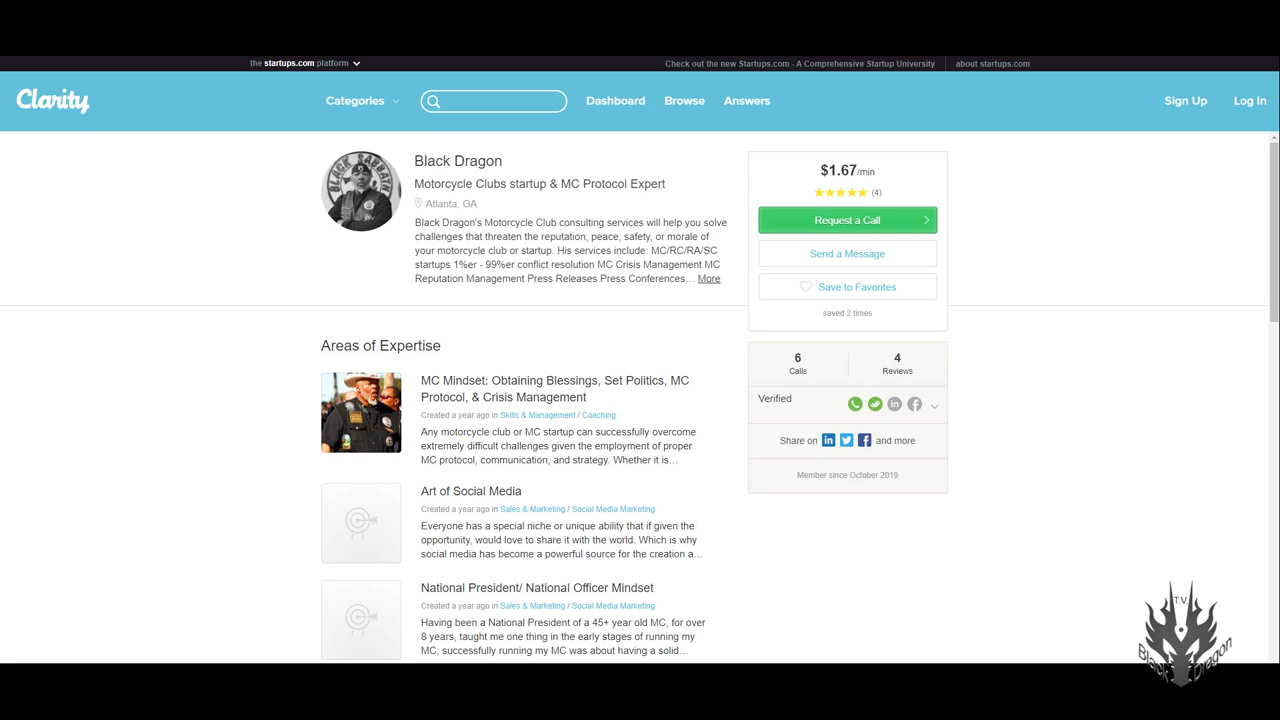 the startups.com platform
Check out the new Startups.com - A Comprehensive Startup University
about startups.com
Clarity
Categories
Dashboard
Browse
Answers
Sign Up
Log In
BLACK SABBATH
Black Dragon
Motorcycle Clubs startup & MC Protocol Expert
Atlanta, GA
Black Dragon's Motorcycle Club consulting services will help you solve
challenges that threaten the reputation, peace, safety, or morale of
your motorcycle club or startup. His services include: MC/RC/RA/SC
startups 1%er - 99%er conflict resolution MC Crisis Management MC
Reputation Management Press Releases Press Conferences... More
$1.67/min
(4)
Request a Call
Send a Message
Save to Favorites
saved 2 times
6
Calls
4
Reviews
Verified
Share on in f and more
Member since October 2019
Areas of Expertise
MC Mindset: Obtaining Blessings, Set Politics, MC
Protocol, & Crisis Management
Created a year ago in Skills & Management / Coaching
Any motorcycle club or MC startup can successfully overcome
extremely difficult challenges given the employment of proper
MC protocol, communication, and strategy. Whether it is...
Art of Social Media
Created a year ago in Sales & Marketing / Social Media Marketing
Everyone has a special niche or unique ability that if given the
opportunity, would love to share it with the world. Which is why
social media has become a powerful source for the creation a...
National President/ National Officer Mindset
Created a year ago in Sales & Marketing / Social Media Marketing
Having been a National President of a 45+ year old MC, for over
8 years, taught me one thing in the early stages of running my
MC; successfully running my MC was about having a solid...
T.V.
Black Dragon